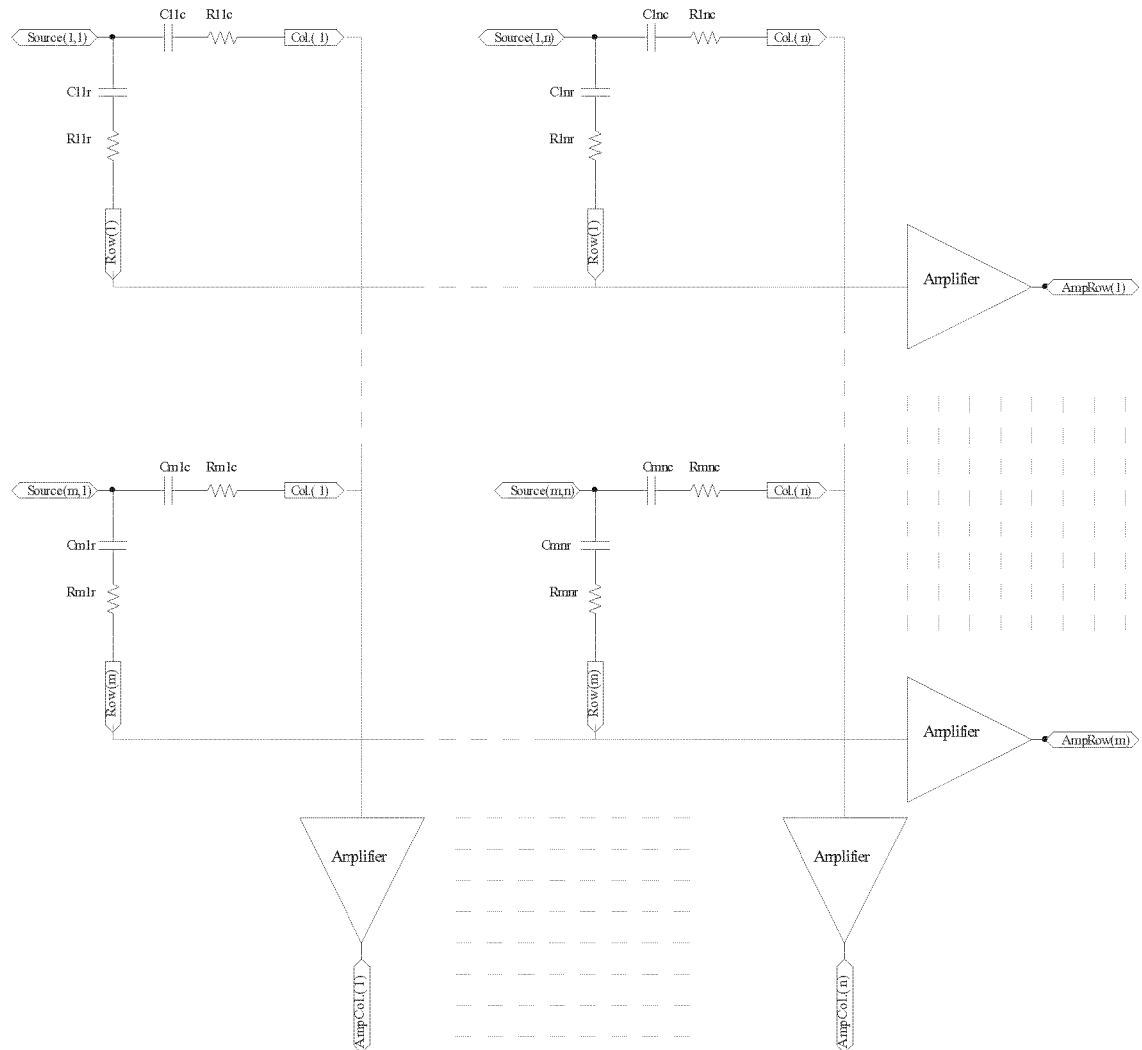 C11c R11c
Source(1,1) Col.( 1)
C11r
R11r
Row(1)
C1nc R1nc
Source(1,n) Col.( n)
C1nr
R1nr
Row(1)
Amplifier
AmpRow(1)
Cm1c Rm1c
Source(m,1) Col.( 1)
Cm1r
Rm1r
Row(m)
Cmnc Rmnc
Source(m,n) Col.( n)
Cmnr
Rmnr
Row(m)
Amplifier
AmpRow(m)
Amplifier
AmpCol.( 1)
Amplifier
AmpCol.( n)